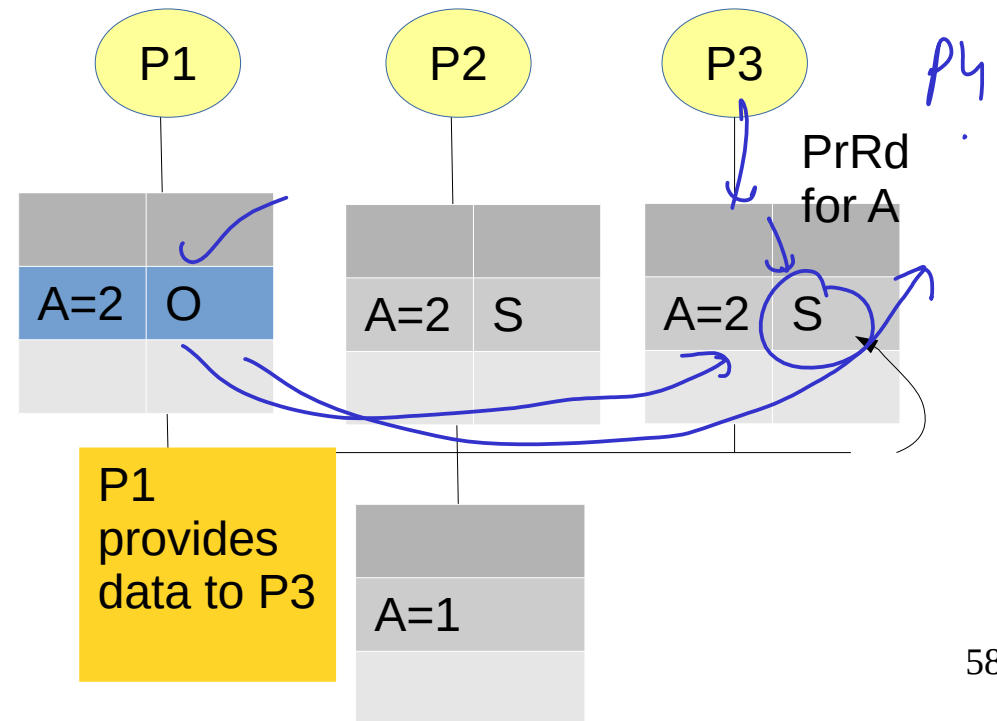 P1
P2
P3
P4
PrRd
for A
A=2 O
A=2 S
A=2 S
P1
provides
data to P3
A=1
58